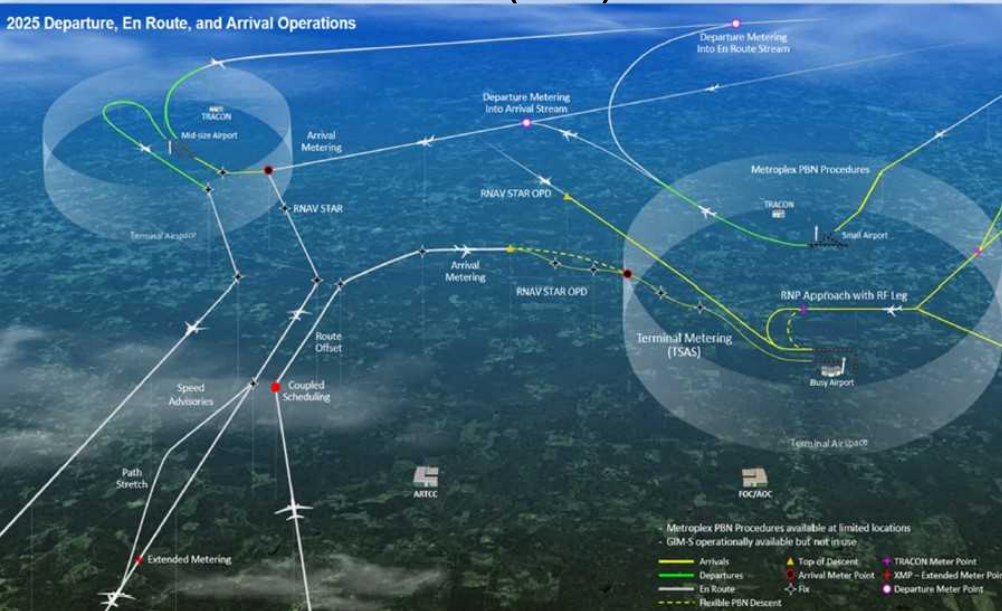 2025 Departure, En Route, and Arrival Operations
Departure Metering
Into En Route Stream
TRACON
Mid-size Airport
Arrival
Metering
Departure Metering
Into Arrival Stream
Metroplex PBN Procedures
RNAV STAR OPD
TRACON
Small Airport
RNAV STAR
Terminal Airspace
Arrival
Metering
RNAV STAR OPD
RNP Approach with RF Leg
Terminal Metering
(TSAS)
Route
Offset
Busy Airport
Speed
Advisories
Coupled
Scheduling
Terminal Airspace
Path
Stretch
ARTCC
FOC/AOC
Extended Metering
- Metroplex PBN Procedures available at limited locations
- GIM-S operationally available but not in use
Arrivals
Top of Descent
TRACON Meter Point
Departures
Arrival Meter Point
XMP – Extended Meter Point
En Route
Fix
Departure Meter Point
Flexible PBN Descent